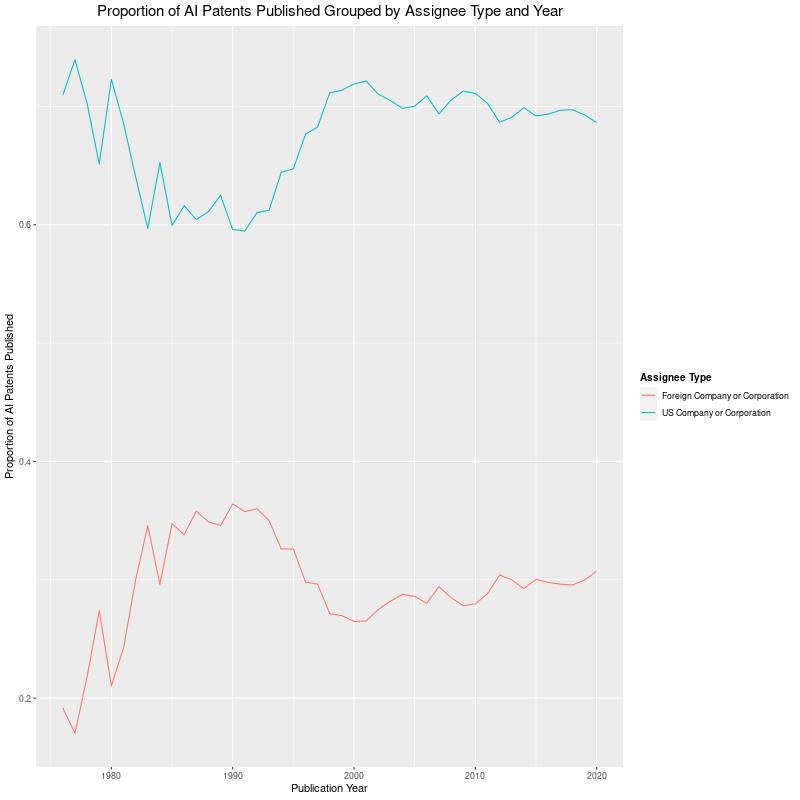 Proportion of AI Patents Published Grouped by Assignee Type and Year
Proportion of AI Patents Published
0.6
0.4
0.2
1980
1990
2000
2010
2020
Publication Year
Assignee Type
Foreign Company or Corporation
US Company or Corporation